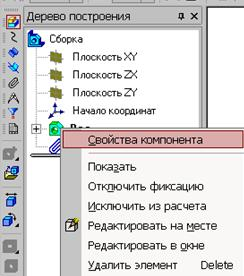 Дерево построения
Сборка
Плоскость XY
Плоскость ZX
Плоскость ZY
Начало координат
Свойства компонента
Показать
Отключить фиксацию
Исключить из расчета
Редактировать на месте
Редактировать в окне
Удалить элемент Delete